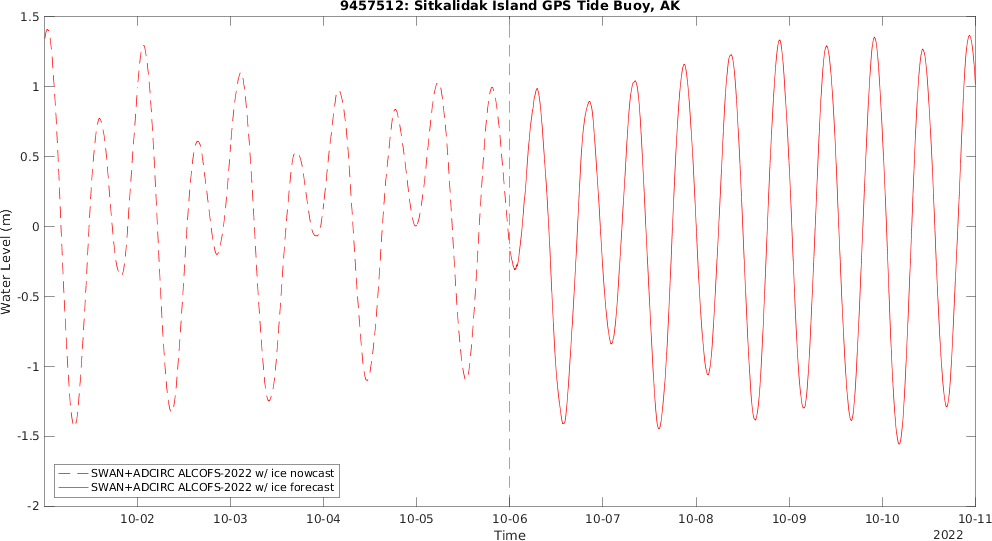 9457512: Sitkalidak Island GPS Tide Buoy, AK
1.5
1
0.5
0
-0.5
-1
-1.5
-2
Water Level (m)
SWAN+ADCIRC ALCOFS-2022 w/ ice nowcast
SWAN+ADCIRC ALCOFS-2022 w/ ice forecast
10-02 10-03 10-04 10-05 10-06 10-07 10-08 10-09 10-10 10-11
Time
2022